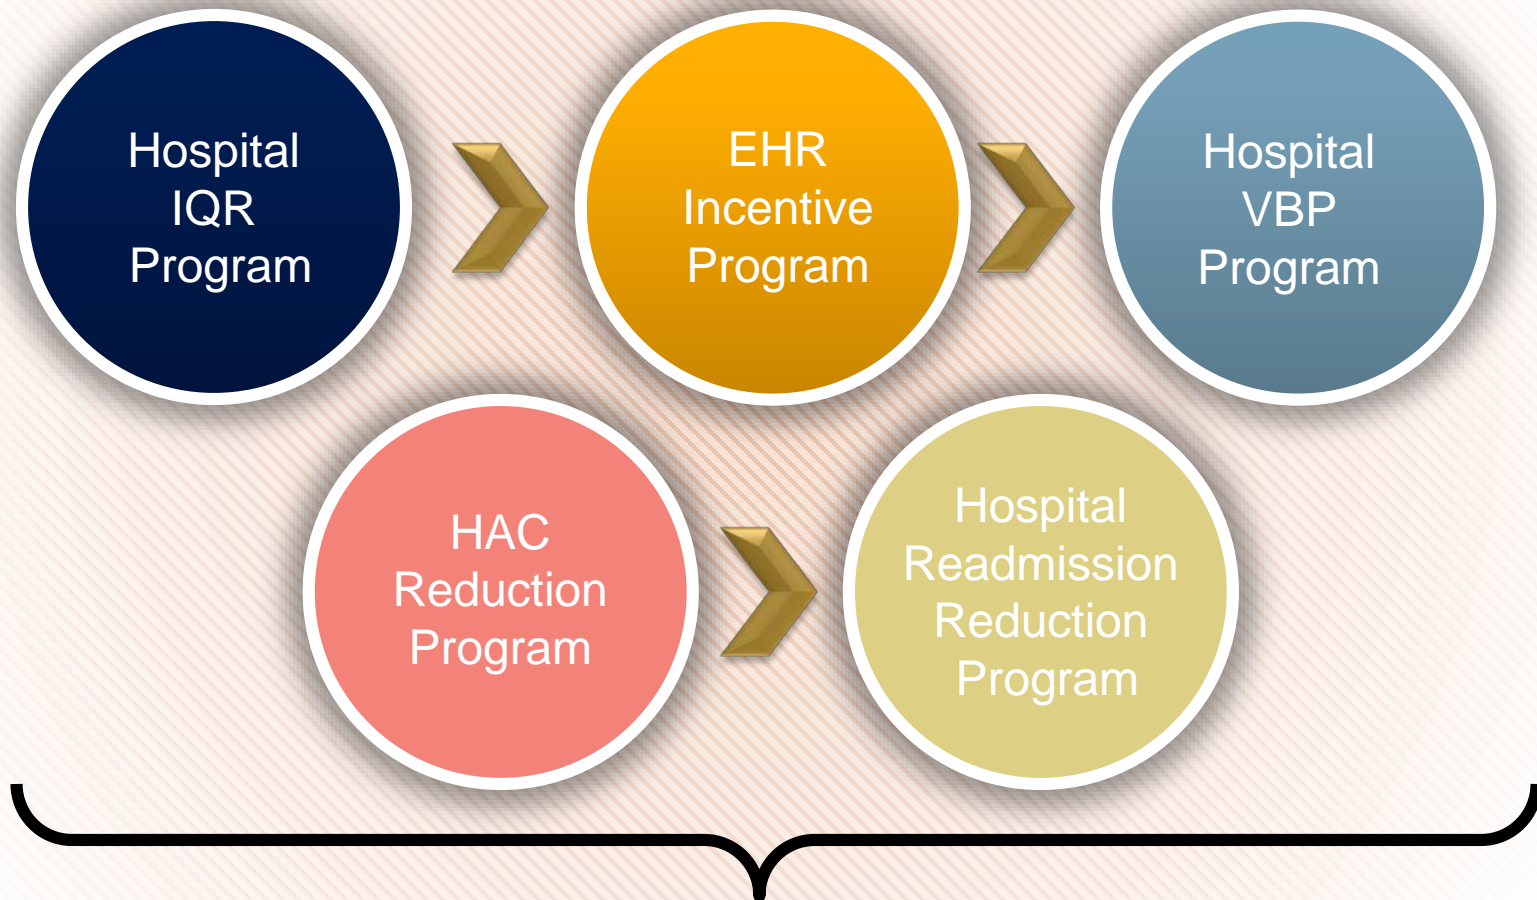 Hospital
IQR
Program
EHR
Incentive
Program
Hospital
VBP
Program
HAC
Reduction
Program
Hospital
Readmission
Reduction
Program